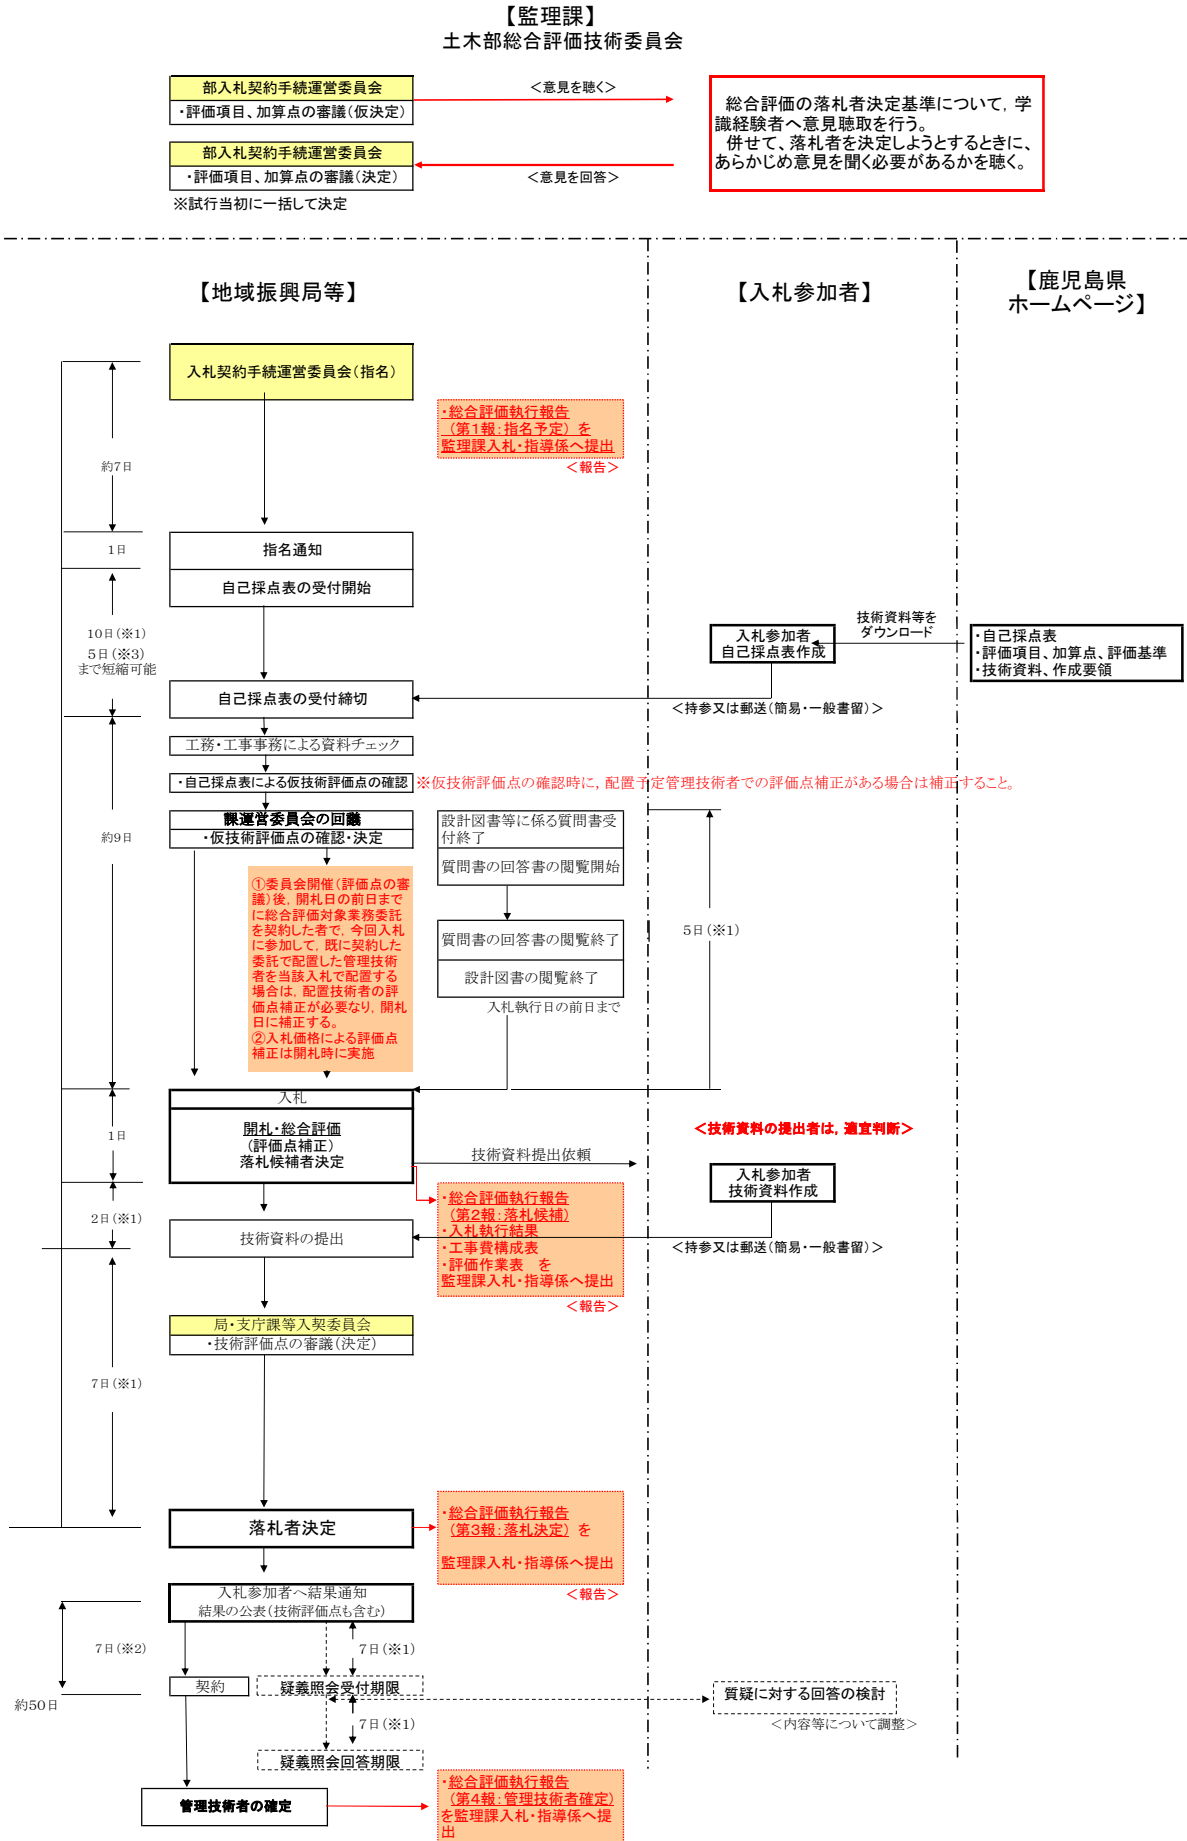 【監理課】
土木部総合評価技術委員会
部入札契約手続運営委員会
・評価項目、加算点の審議(仮決定)
＜意見を聴く＞
総合評価の落札者決定基準について，学
識経験者へ意見聴取を行う。
併せて、落札者を決定しようとするときに、
あらかじめ意見を聞く必要があるかを聴く。
部入札契約手続運営委員会
・評価項目、加算点の審議(決定)
＜意見を回答＞
※試行当初に一括して決定
【地域振興局等】
【入札参加者】
【鹿児島県
ホームページ】
入札契約手続運営委員会(指名)
・総合評価執行報告
(第1報：指名予定) を
監理課入札・指導係へ提出
＜報告＞
約7日
1日
指名通知
自己採点表の受付開始
10日(※1)
5日(※3)
まで短縮可能
入札参加者
自己採点表作成
技術資料等を
ダウンロード
・自己採点表
・評価項目、加算点、評価基準
・技術資料、作成要領
自己採点表の受付締切
＜持参又は郵送(簡易・一般書留)＞
工務・工事事務による資料チェック
・自己採点表による仮技術評価点の確認
※仮技術評価点の確認時に，配置予定管理技術者での評価点補正がある場合は補正すること。
課運営委員会の回議
・仮技術評価点の確認・決定
約9日
設計図書等に係る質問書受
付終了
質問書の回答書の閲覧開始
①委員会開催(評価点の審
議)後，開札日の前日まで
に総合評価対象業務委託
を契約した者で，今回入札
に参加して，既に契約した
委託で配置した管理技術
者を当該入札で配置する
場合は，配置技術者の評
価点補正が必要なり，開札
日に補正する。
②入札価格による評価点
補正は開札時に実施
質問書の回答書の閲覧終了
設計図書の閲覧終了
入札執行日の前日まで
5日(※1)
入札
開札・総合評価
(評価点補正)
落札候補者決定
1日
技術資料提出依頼
＜技術資料の提出者は，適宜判断＞
入札参加者
技術資料作成
・総合評価執行報告
(第2報：落札候補)
・入札執行結果
・工事費構成表
・評価作業表　を
監理課入札・指導係へ提出
＜報告＞
2日(※1)
技術資料の提出
＜持参又は郵送(簡易・一般書留)＞
局・支庁課等入契委員会
・技術評価点の審議(決定)
7日(※1)
落札者決定
・総合評価執行報告
(第3報：落札決定) を
監理課入札・指導係へ提出
＜報告＞
入札参加者へ結果通知
結果の公表(技術評価点も含む)
7日(※2)
7日(※1)
契約
疑義照会受付期限
約50日
質疑に対する回答の検討
＜内容等について調整＞
7日(※1)
疑義照会回答期限
管理技術者の確定
・総合評価執行報告
(第4報：管理技術者確定)
を監理課入札・指導係へ提
出